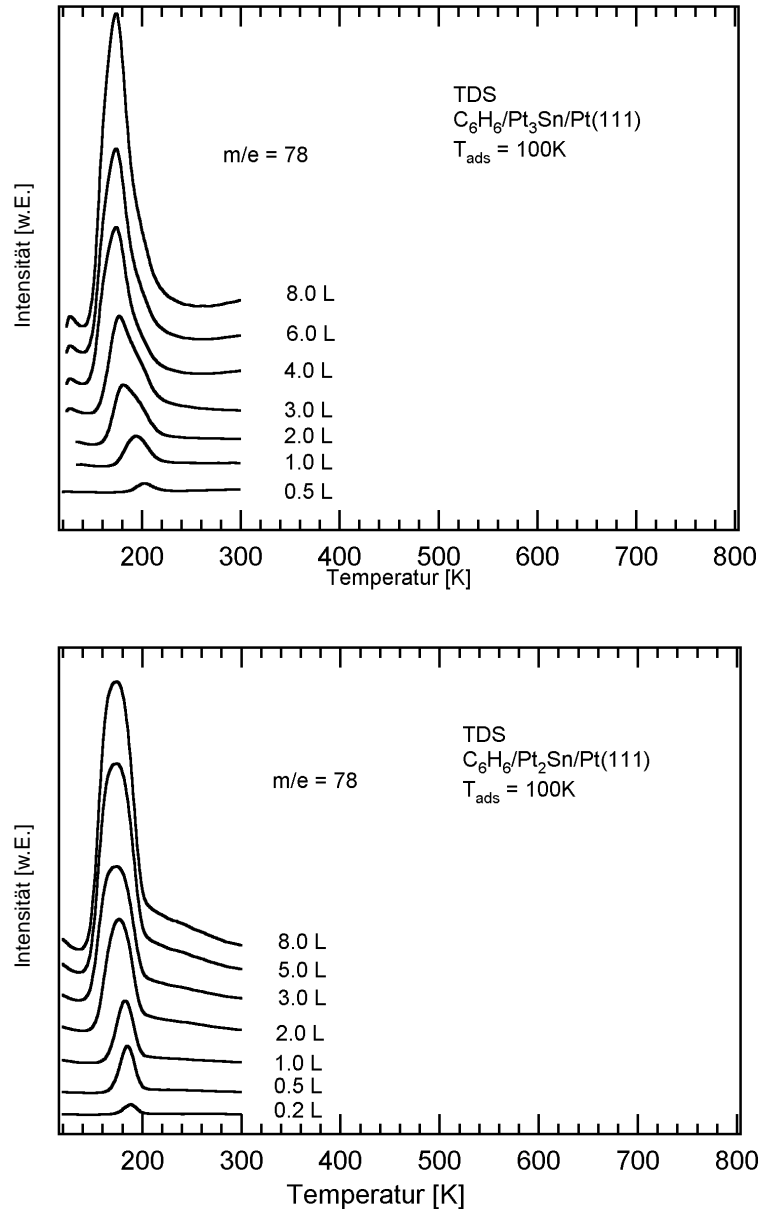 TDS
C₆H₆/Pt₃Sn/Pt(111)
Tads = 100K
m/e = 78
Intensität [w.E.]
8.0 L
6.0 L
4.0 L
3.0 L
2.0 L
1.0 L
0.5 L
200 300 400 500 600 700 800
Temperatur [K]
TDS
C₆H₆/Pt₂Sn/Pt(111)
Tads = 100K
m/e = 78
Intensität [w.E.]
8.0 L
5.0 L
3.0 L
2.0 L
1.0 L
0.5 L
0.2 L
200 300 400 500 600 700 800
Temperatur [K]